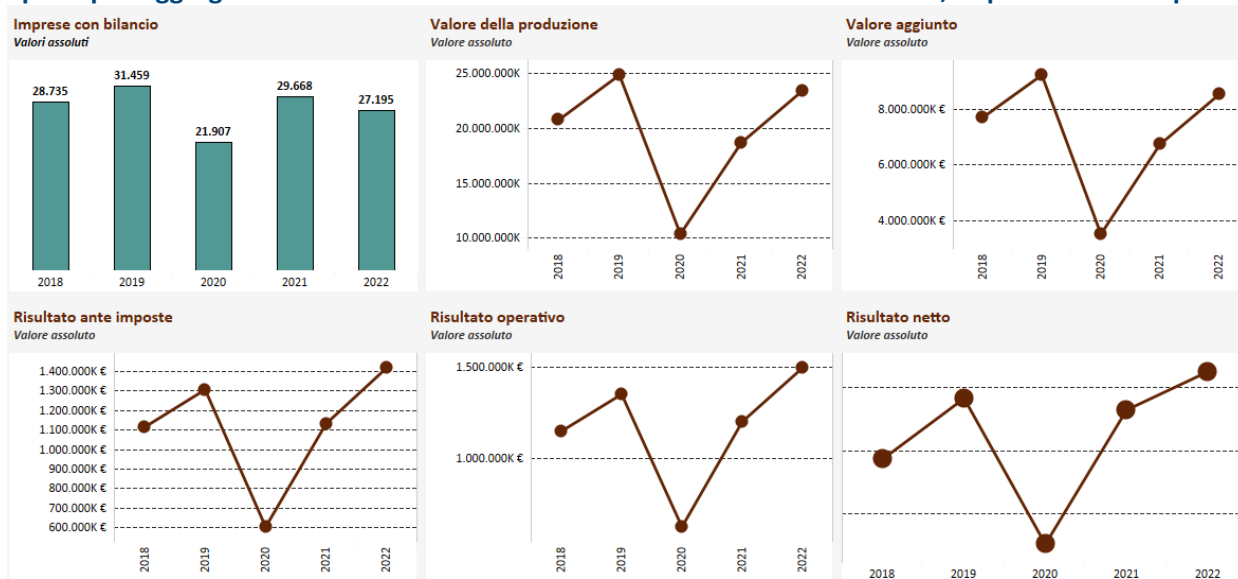 Imprese con bilancio
Valori assoluti
28.735
31.459
21.907
29.668
27.195
2018
2019
2020
2021
2022
Valore della produzione
Valore assoluto
25.000.000K
20.000.000K
15.000.000K
10.000.000K
2018
2019
2020
2021
2022
Valore aggiunto
Valore assoluto
8.000.000K €
6.000.000K €
4.000.000K €
2018
2019
2020
2021
2022
Risultato ante imposte
Valore assoluto
1.400.000K €
1.300.000K €
1.200.000K €
1.100.000K €
1.000.000K €
900.000K €
800.000K €
700.000K €
600.000K €
2018
2019
2020
2021
2022
Risultato operativo
Valore assoluto
1.500.000K €
1.000.000K €
2018
2019
2020
2021
2022
Risultato netto
Valore assoluto
2018
2019
2020
2021
2022